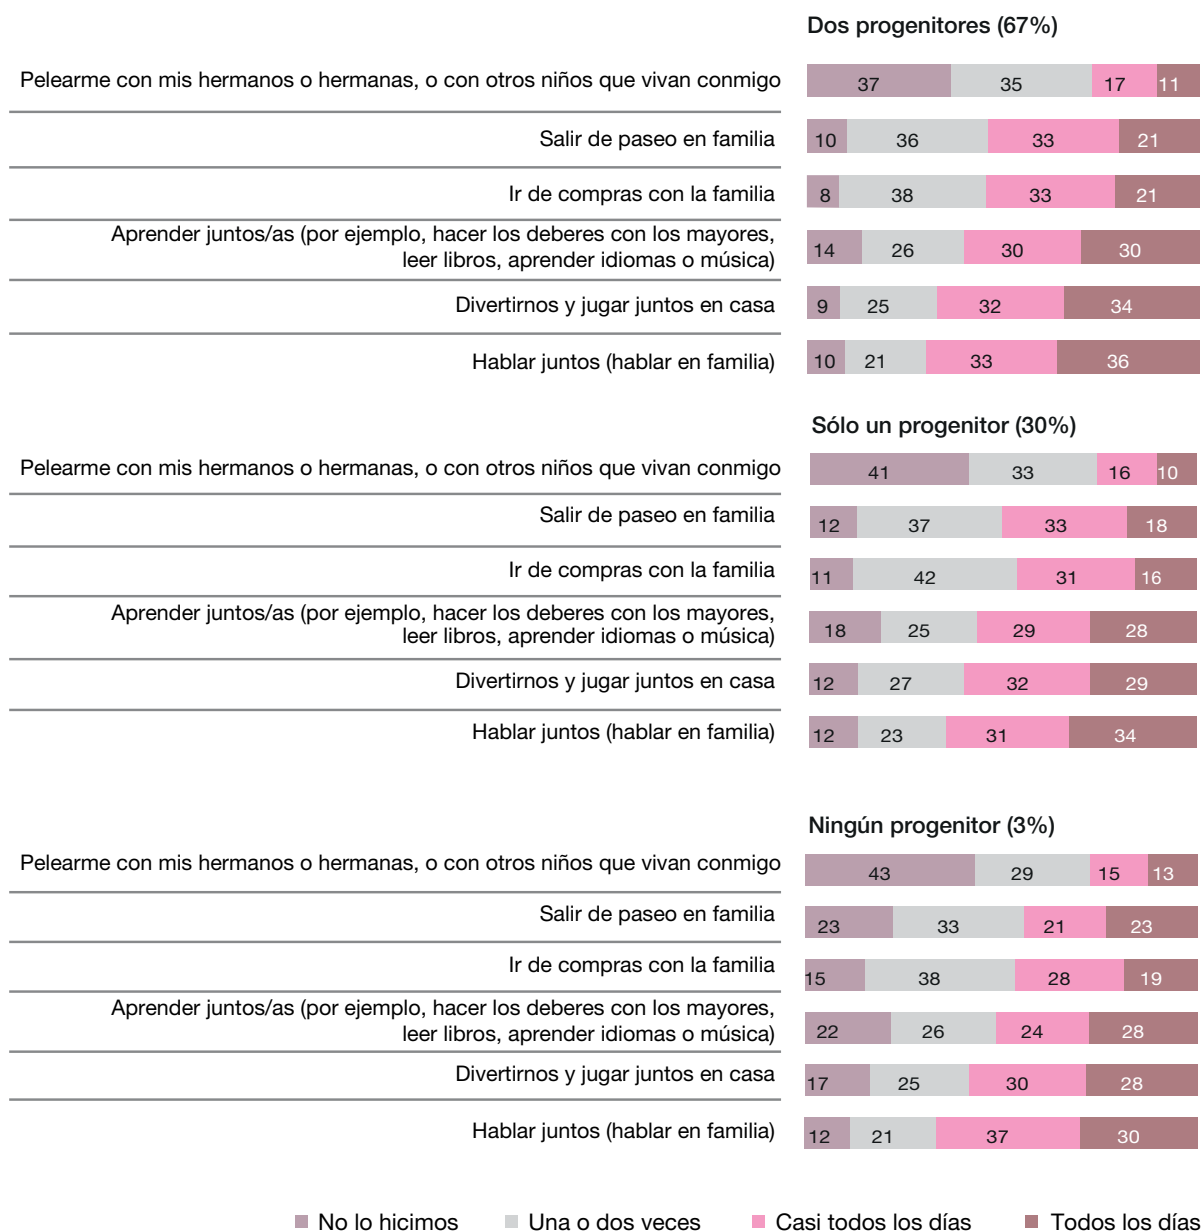 Dos progenitores (67%)
Pelearme con mis hermanos o hermanas, o con otros niños que vivan conmigo 37 35 17 11
Salir de paseo en familia 10 36 33 21
Ir de compras con la familia 8 38 33 21
Aprender juntos/as (por ejemplo, hacer los deberes con los mayores,
leer libros, aprender idiomas o música) 14 26 30 30
Divertirnos y jugar juntos en casa 9 25 32 34
Hablar juntos (hablar en familia) 10 21 33 36
Sólo un progenitor (30%)
Pelearme con mis hermanos o hermanas, o con otros niños que vivan conmigo 41 33 16 10
Salir de paseo en familia 12 37 33 18
Ir de compras con la familia 11 42 31 16
Aprender juntos/as (por ejemplo, hacer los deberes con los mayores,
leer libros, aprender idiomas o música) 18 25 29 28
Divertirnos y jugar juntos en casa 12 27 32 29
Hablar juntos (hablar en familia) 12 23 31 34
Ningún progenitor (3%)
Pelearme con mis hermanos o hermanas, o con otros niños que vivan conmigo 43 29 15 13
Salir de paseo en familia 23 33 21 23
Ir de compras con la familia 15 38 28 19
Aprender juntos/as (por ejemplo, hacer los deberes con los mayores,
leer libros, aprender idiomas o música) 22 26 24 28
Divertirnos y jugar juntos en casa 17 25 30 28
Hablar juntos (hablar en familia) 12 21 37 30
No lo hicimos Una o dos veces Casi todos los días Todos los días